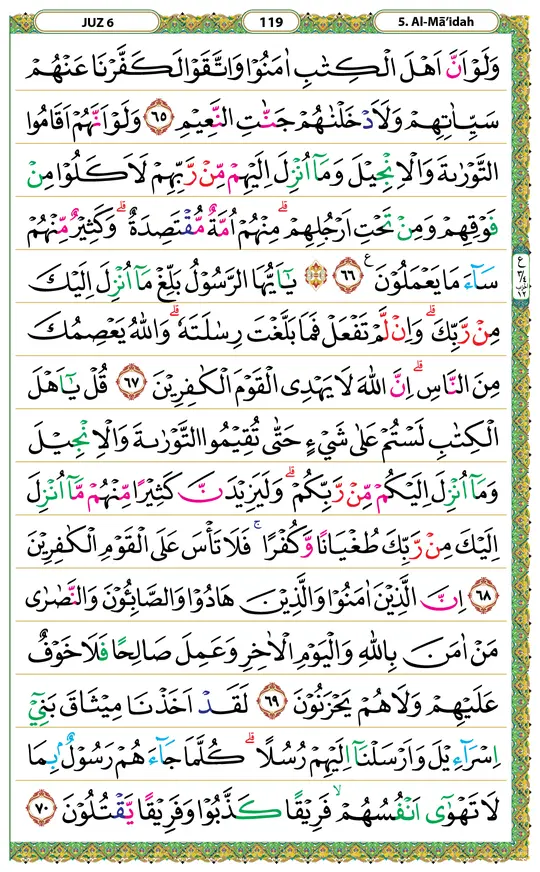 JUZ 6
119
5. Al-Mā’idah
وَلَوْ اَنَّ اَهْلَ الْكِتٰبِ اٰمَنُوْا وَاتَّقَوْا لَكَفَّرْنَا عَنْهُمْ
سَيِّاٰتِهِمْ وَلَاَدْخَلْنٰهُمْ جَنّٰتِ النَّعِيْمِ ٦٥ وَلَوْ اَنَّهُمْ اَقَامُوا
التَّوْرٰىةَ وَالْاِنْجِيْلَ وَمَآ اُنْزِلَ اِلَيْهِمْ مِّنْ رَّبِّهِمْ لَاَكَلُوْا مِنْ
فَوْقِهِمْ وَمِنْ تَحْتِ اَرْجُلِهِمْ ۗ مِنْهُمْ اُمَّةٌ مُّقْتَصِدَةٌ ۗ وَكَثِيْرٌ مِّنْهُمْ
سَآءَ مَا يَعْمَلُوْنَ ࣖ ٦٦ ۞ يٰٓاَيُّهَا الرَّسُوْلُ بَلِّغْ مَآ اُنْزِلَ اِلَيْكَ
مِنْ رَّبِّكَ ۗ وَاِنْ لَّمْ تَفْعَلْ فَمَا بَلَّغْتَ رِسٰلَتَهٗ ۗ وَاللّٰهُ يَعْصِمُكَ
مِنَ النَّاسِ ۗ اِنَّ اللّٰهَ لَا يَهْدِى الْقَوْمَ الْكٰفِرِيْنَ ٦٧ قُلْ يٰٓاَهْلَ
الْكِتٰبِ لَسْتُمْ عَلٰى شَيْءٍ حَتّٰى تُقِيْمُوا التَّوْرٰىةَ وَالْاِنْجِيْلَ
وَمَآ اُنْزِلَ اِلَيْكُمْ مِّنْ رَّبِّكُمْ ۗ وَلَيَزِيْدَنَّ كَثِيْرًا مِّنْهُمْ مَّآ اُنْزِلَ
اِلَيْكَ مِنْ رَّبِّكَ طُغْيَانًا وَّكُفْرًا ۚ فَلَا تَأْسَ عَلَى الْقَوْمِ الْكٰفِرِيْنَ
٦٨ اِنَّ الَّذِيْنَ اٰمَنُوْا وَالَّذِيْنَ هَادُوْا وَالصَّابِـُٔوْنَ وَالنَّصٰرٰى
مَنْ اٰمَنَ بِاللّٰهِ وَالْيَوْمِ الْاٰخِرِ وَعَمِلَ صَالِحًا فَلَا خَوْفٌ
عَلَيْهِمْ وَلَا هُمْ يَحْزَنُوْنَ ٦٩ لَقَدْ اَخَذْنَا مِيْثَاقَ بَنِيْٓ
اِسْرَآءِيْلَ وَاَرْسَلْنَآ اِلَيْهِمْ رُسُلًا ۗ كُلَّمَا جَآءَهُمْ رَسُوْلٌۢ بِمَا
لَا تَهْوٰٓى اَنْفُسُهُمْ ۙ فَرِيْقًا كَذَّبُوْا وَفَرِيْقًا يَّقْتُلُوْنَ ٧٠